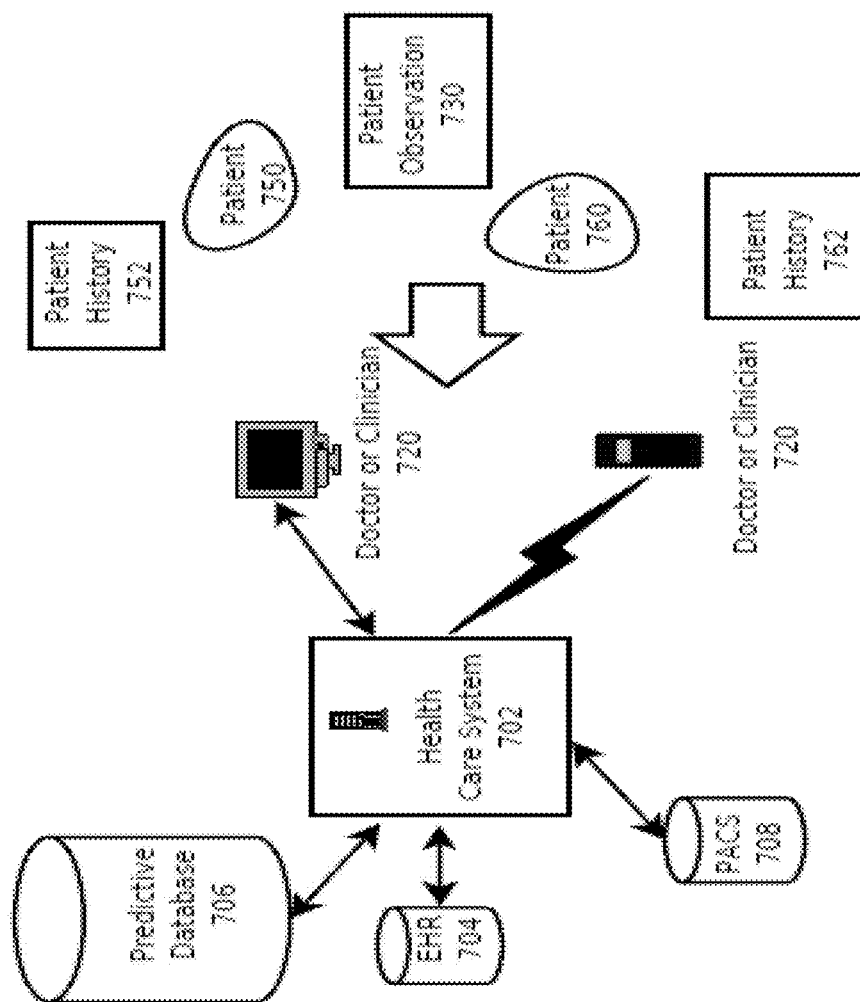 Predictive
Database
706
EHR
704
PACS
708
Health
Care System
702
Doctor or Clinician
720
Doctor or Clinician
720
Patient
History
752
Patient
750
Patient
Observation
730
Patient
760
Patient
History
762